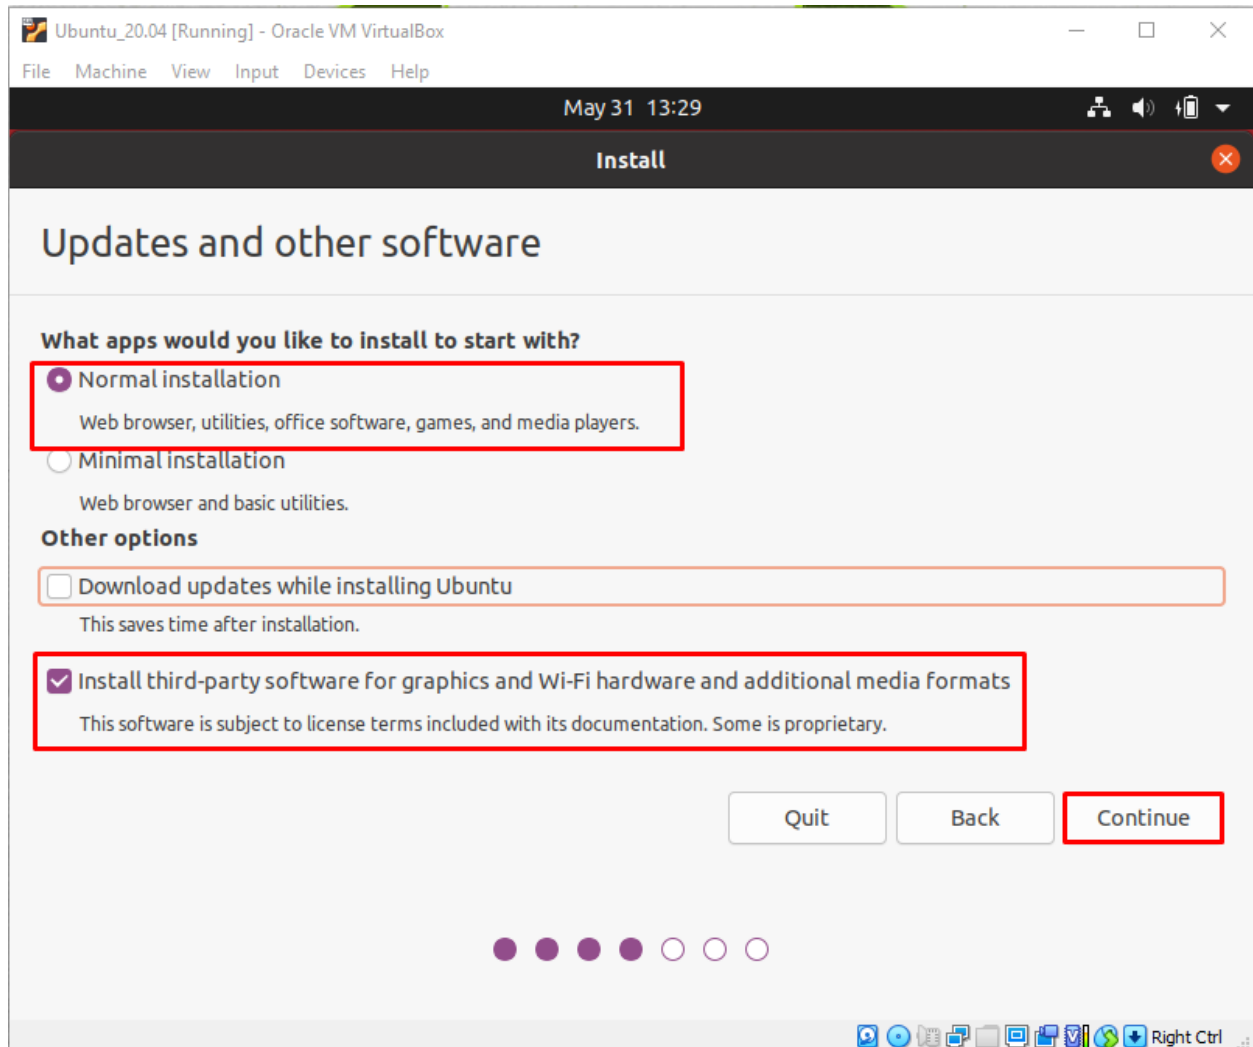 Ubuntu_20.04 [Running] - Oracle VM VirtualBox
File Machine View Input Devices Help
May 31 13:29
Install
Updates and other software
What apps would you like to install to start with?
Normal installation
Web browser, utilities, office software, games, and media players.
Minimal installation
Web browser and basic utilities.
Other options
Download updates while installing Ubuntu
This saves time after installation.
Install third-party software for graphics and Wi-Fi hardware and additional media formats
This software is subject to license terms included with its documentation. Some is proprietary.
Quit Back Continue
Right Ctrl